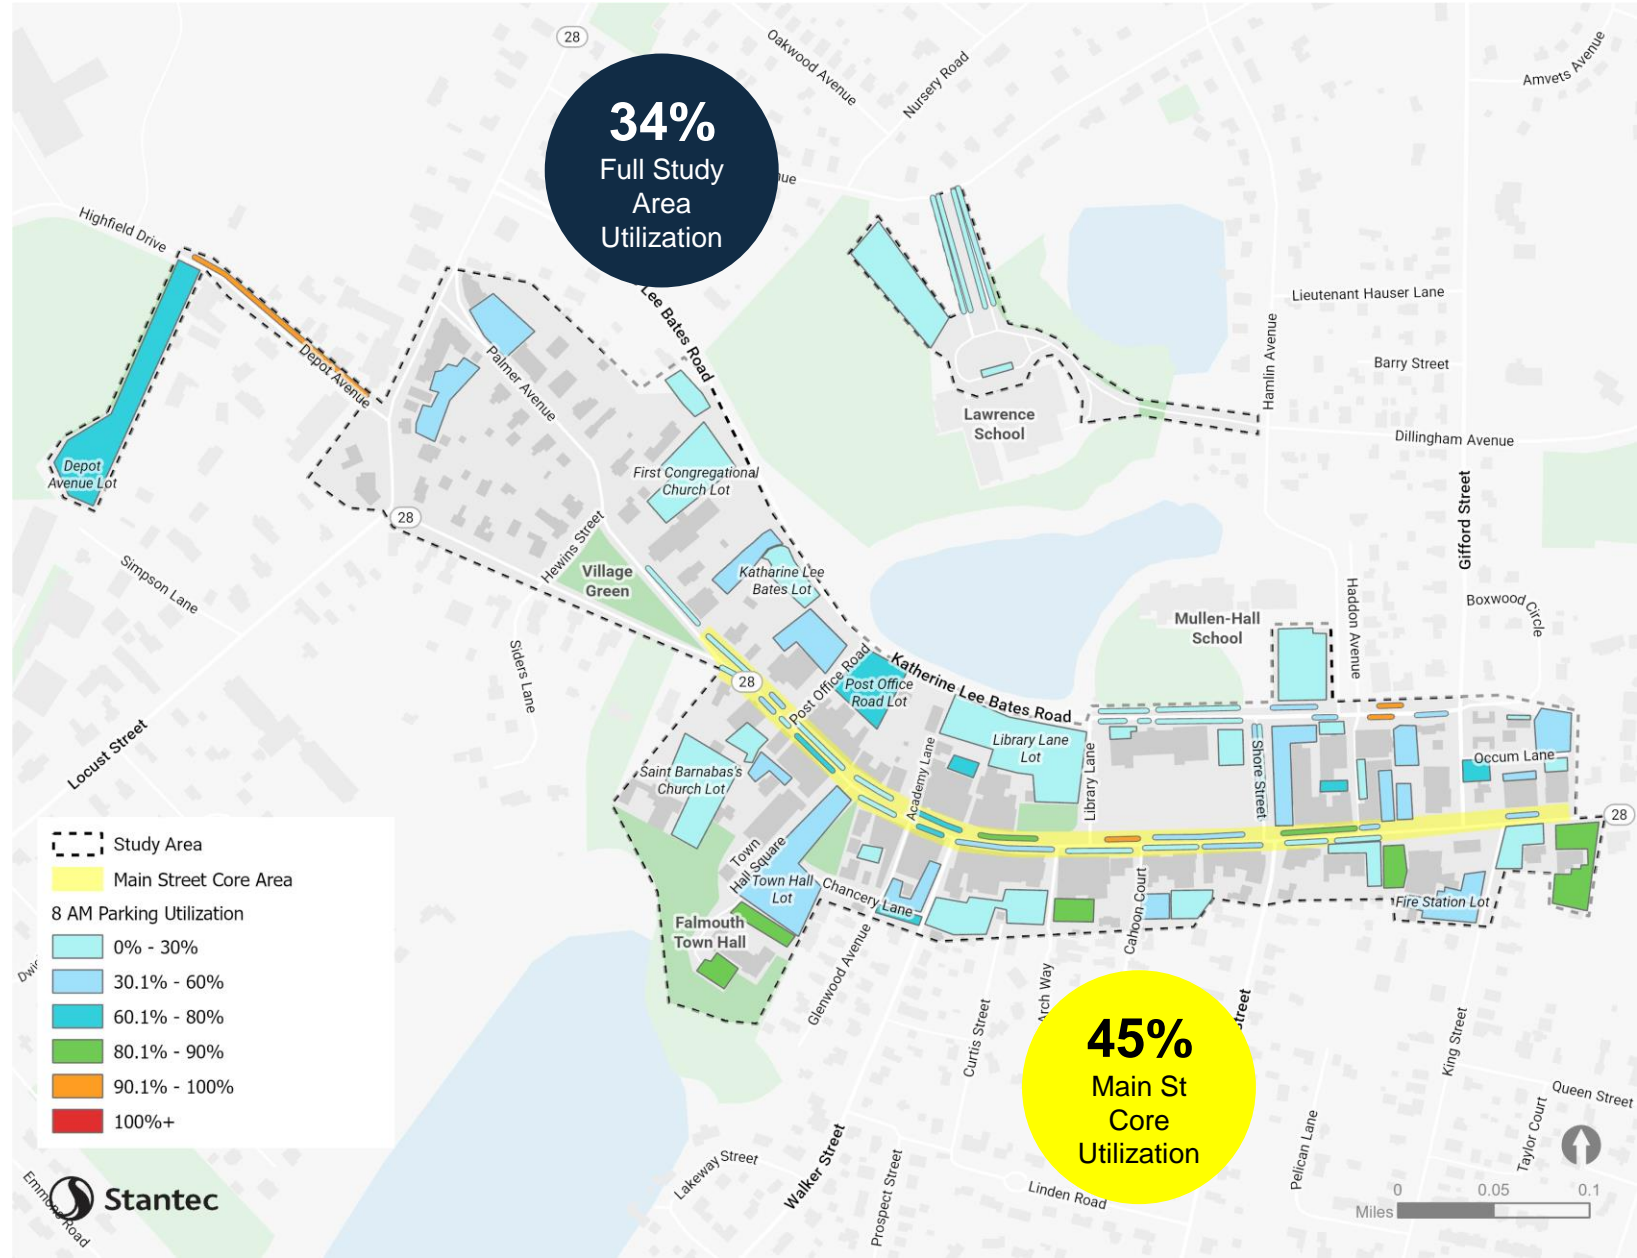 28
Oakwood Avenue
Nursery Road
Amvets Avenue
34%
Full Study
Area
Utilization
Highfield Drive
Lee Bates Road
Lieutenant Hauser Lane
Hamlin Avenue
Barry Street
Depot Avenue
Palmer Avenue
Lawrence
School
Dillingham Avenue
Depot
Avenue Lot
First Congregational
Church Lot
Gifford Street
28
Hewins Street
Simpson Lane
Village
Green
Katharine Lee
Bates Lot
Haddon Avenue
Boxwood Circle
Mullen-Hall
School
Siders Lane
28
Post Office Road
Post Office
Road Lot
Katherine Lee Bates Road
Locust Street
Saint Barnabas's
Church Lot
Academy Lane
Library Lane
Lot
Library Lane
Shore Street
Occum Lane
28
Town
Hall Square
Town Hall
Lot
Chancery Lane
Cahoon Court
Fire Station Lot
Falmouth
Town Hall
Glenwood Avenue
Arch Way
Curtis Street
Street
King Street
Study Area
Main Street Core Area
8 AM Parking Utilization
0% - 30%
30.1% - 60%
60.1% - 80%
80.1% - 90%
90.1% - 100%
100%+
45%
Main St
Core
Utilization
Queen Street
Taylor Court
Pelican Lane
Lakeway Street
Walker Street
Prospect Street
Linden Road
Road
Stantec
0 0.05 0.1
Miles